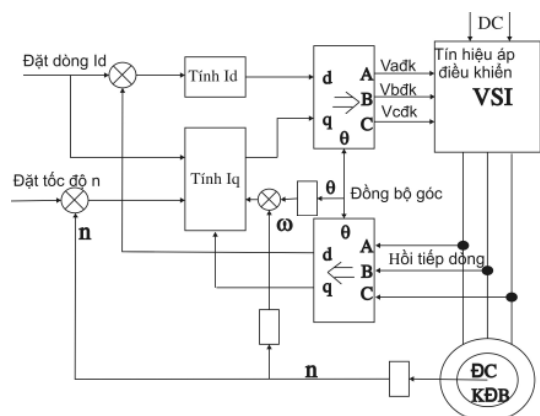 DC
Đặt dòng Id
Tính Id
d
q
θ
A
B
C
Vađk
Vbđk
Vcđk
Tín hiệu áp
điều khiển
VSI
Tính Iq
Đặt tốc độ n
n
ω
θ
Đồng bộ góc
θ
d
q
A
B
C
Hồi tiếp dòng
n
ĐC
KĐB